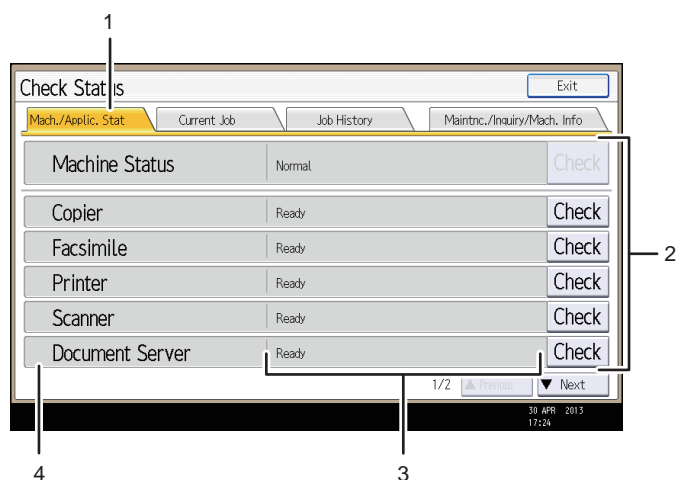 1
Check Status
Exit
Mach./Applic. Stat
Current Job
Job History
Maintnc./Inquiry/Mach. Info
Machine Status
Normal
Check
Copier
Ready
Check
Facsimile
Ready
Check
2
Printer
Ready
Check
Scanner
Ready
Check
Document Server
Ready
Check
1/2
▲ Previous
▼ Next
30 APR 2013
17:24
4
3